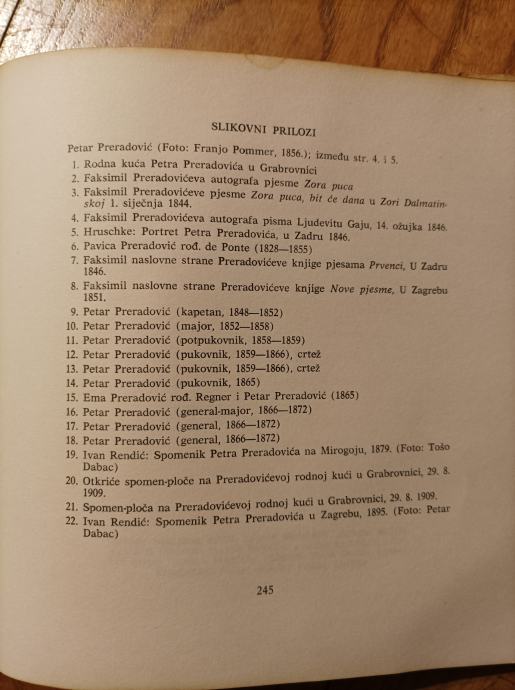 SLIKOVNI PRILOZI
Petar Preradović (Foto: Franjo Pommer, 1856.); između str. 4. i 5.
1. Rodna kuća Petra Preradovića u Grabrovnici
2. Faksimil Preradovićeva autografa pjesme Zora puca
3. Faksimil Preradovićeve pjesme Zora puca, bit će dana u Zori Dalmatin-
skoj 1. siječnja 1844.
4. Faksimil Preradovićeva autografa pisma Ljudevitu Gaju, 14. ožujka 1846.
5. Hruschke: Portret Petra Preradovića, u Zadru 1846.
6. Pavica Preradović rođ. de Ponte (1828—1855)
7. Faksimil naslovne strane Preradovićeve knjige pjesama Prvenci, U Zadru
1846.
8. Faksimil naslovne strane Preradovićeve knjige Nove pjesme, U Zagrebu
1851.
9. Petar Preradović (kapetan, 1848—1852)
10. Petar Preradović (major, 1852—1858)
11. Petar Preradović (potpukovnik, 1858—1859)
12. Petar Preradović (pukovnik, 1859—1866), crtež
13. Petar Preradović (pukovnik, 1859—1866), crtež
14. Petar Preradović (pukovnik, 1865)
15. Ema Preradović rođ. Regner i Petar Preradović (1865)
16. Petar Preradović (general-major, 1866—1872)
17. Petar Preradović (general, 1866—1872)
18. Petar Preradović (general, 1866—1872)
19. Ivan Rendić: Spomenik Petra Preradovića na Mirogoju, 1879. (Foto: Tošo
Dabac)
20. Otkriće spomen-ploče na Preradovićevoj rodnoj kući u Grabrovnici, 29. 8.
1909.
21. Spomen-ploča na Preradovićevoj rodnoj kući u Grabrovnici, 29. 8. 1909.
22. Ivan Rendić: Spomenik Petra Preradovića u Zagrebu, 1895. (Foto: Petar
Dabac)
245